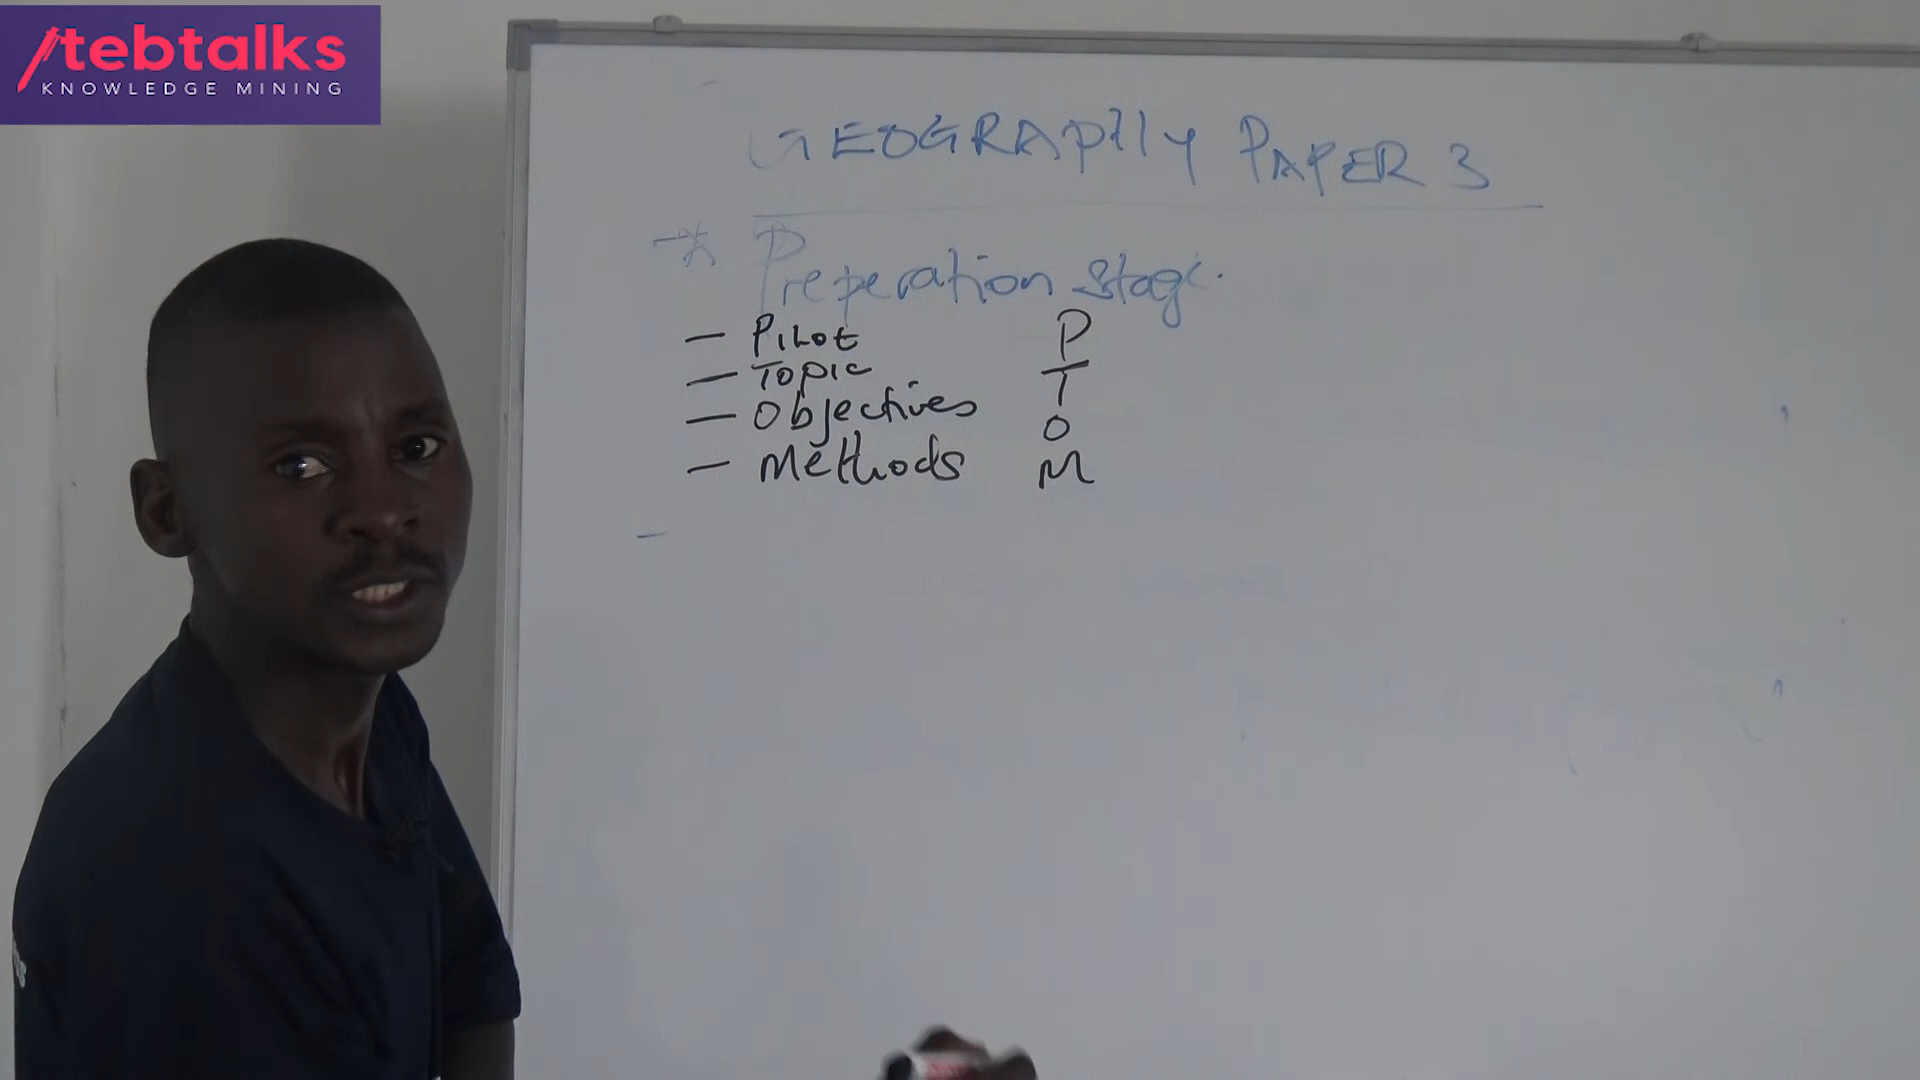 tebtalks
KNOWLEDGE MINING
GEOGRAPHY PAPER 3
Preperation Stage.
- Pilot P
- Topic T
- Objectives O
- Methods M
-